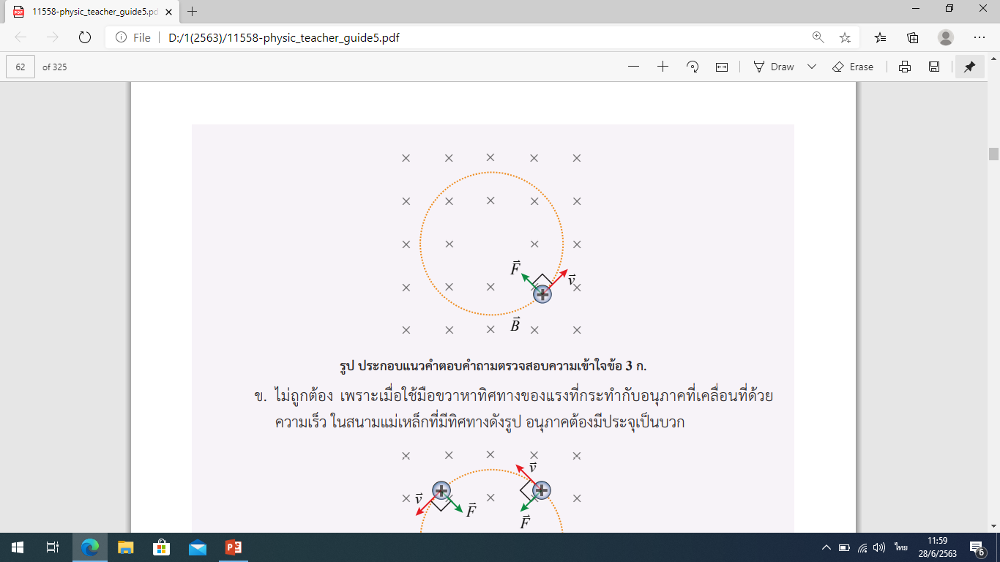 11558-physic_teacher_guide5.pd
File
D:/1(2563)/11558-physic_teacher_guide5.pdf
62 of 325
Draw
Erase
F
v
B
รูป ประกอบแนวคำตอบคำถามตรวจสอบความเข้าใจข้อ 3 ก.
ข. ไม่ถูกต้อง เพราะเมื่อใช้มือขวาหาทิศทางของแรงที่กระทำกับอนุภาคที่เคลื่อนที่ด้วย
ความเร็ว ในสนามแม่เหล็กที่มีทิศทางดังรูป อนุภาคต้องมีประจุเป็นบวก
v
v
F
F
ไทย
11:59
28/6/2563
6